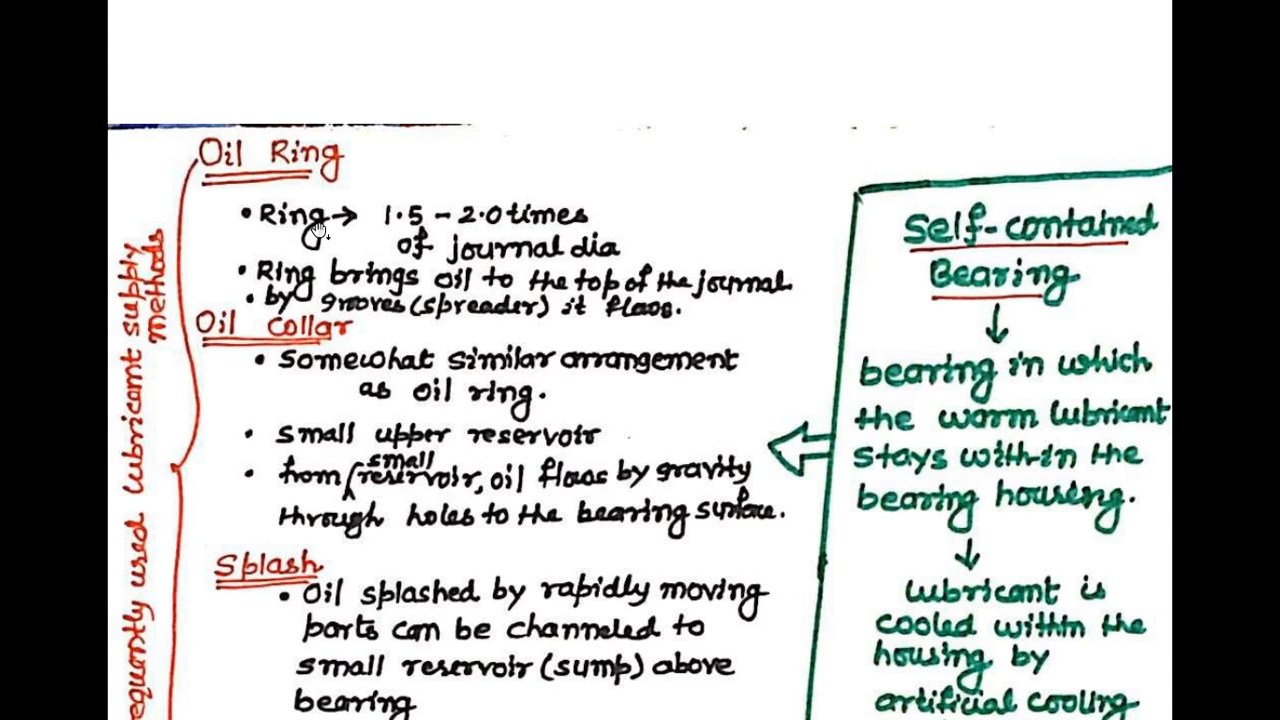 Oil Ring
• Ring → 1.5 - 2.0 times
of journal dia
• Ring brings oil to the top of the journal.
• by grooves (spreader) it flows.
Oil collar
• somewhat similar arrangement
as oil ring.
• small upper reservoir
small
• from reservoir, oil flows by gravity
through holes to the bearing surface.
Splash
• Oil splashed by rapidly moving
parts can be channeled to
small reservoir (sump) above
bearing
equently used lubricant supply
methods
Self-contained
Bearing
↓
bearing in which
the warm lubricant
stays within the
bearing housing.
↓
lubricant is
cooled within the
housing by
artificial cooling